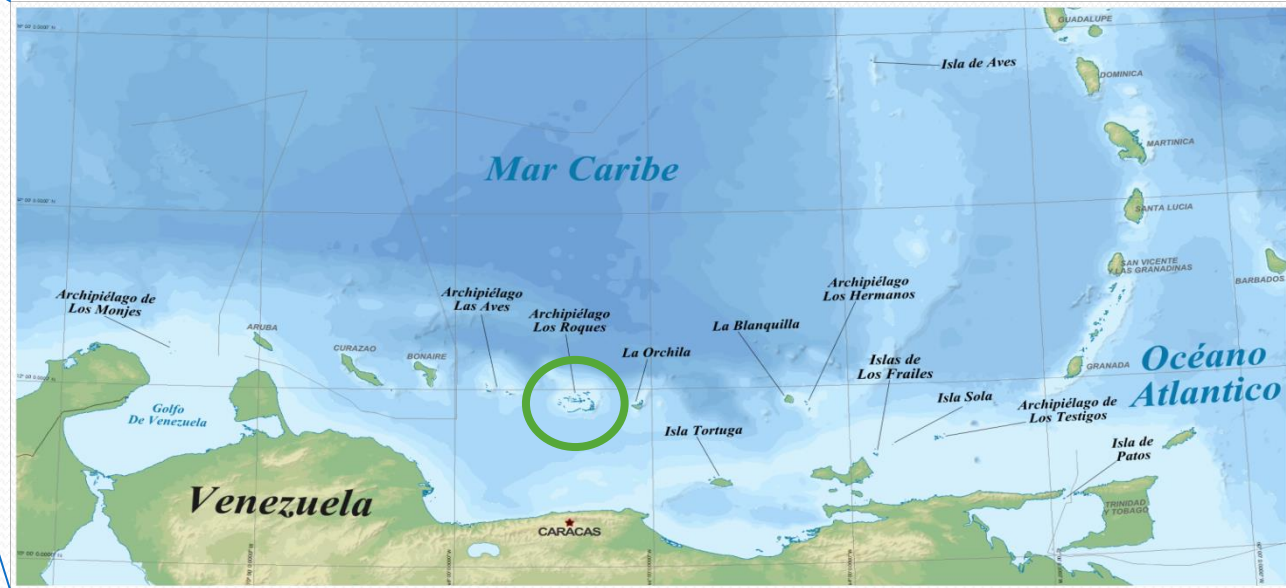 GUADALUPE
Isla de Aves
DOMINICA
Mar Caribe
MARTINICA
SANTA LUCIA
SAN VICENTE
Y LAS GRANADINAS
BARBADOS
Archipiélago de
Los Monjes
ARUBA
CURAZAO
BONAIRE
Archipiélago
Las Aves
Archipiélago
Los Roques
La Orchila
La Blanquilla
Archipiélago
Los Hermanos
Islas de
Los Frailes
GRANADA
Océano
Atlantico
Golfo
De Venezuela
Isla Tortuga
Isla Sola
Archipiélago de
Los Testigos
Isla de
Patos
Venezuela
CARACAS
TRINIDAD
Y TOBAGO